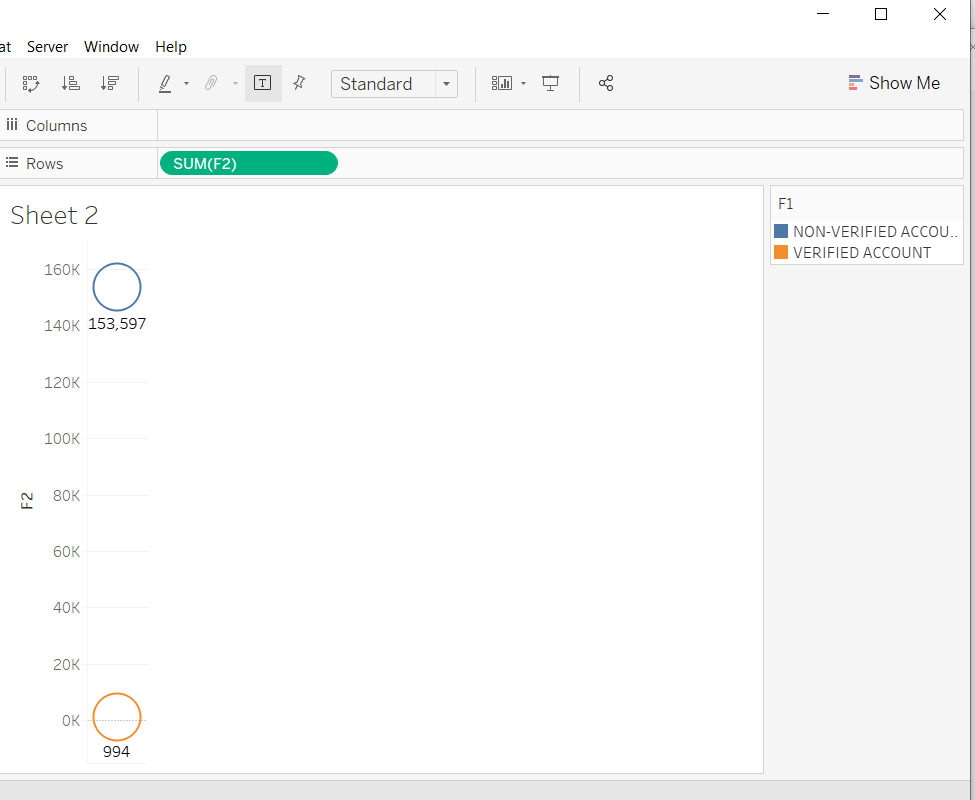 at Server Window Help
T Standard Show Me
Columns
Rows SUM(F2)
Sheet 2
F1
NON-VERIFIED ACCOU..
VERIFIED ACCOUNT
160K
153,597
140K
120K
100K
80K
F2
60K
40K
20K
0K
994